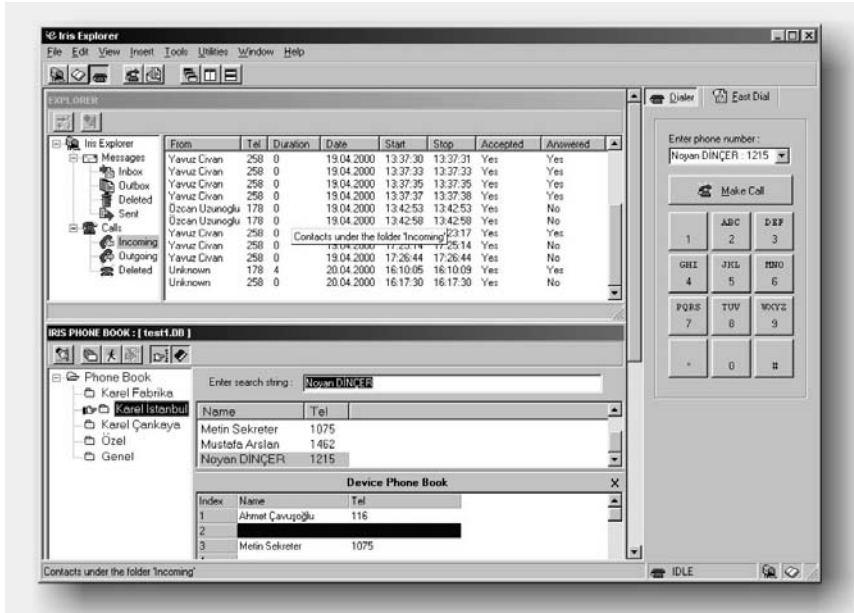 Iris Explorer
File Edit View Insert Tools Utilities Window Help
EXPLORER
Iris Explorer
Messages
Inbox
Outbox
Deleted
Sent
Calls
Incoming
Outgoing
Deleted
From Tel Duration Date Start Stop Accepted Answered
Yavuz Civan 258 0 19.04.2000 13:37:30 13:37:31 Yes Yes
Yavuz Civan 258 0 19.04.2000 13:37:33 13:37:33 Yes Yes
Yavuz Civan 258 0 19.04.2000 13:37:35 13:37:35 Yes Yes
Yavuz Civan 258 0 19.04.2000 13:37:37 13:37:38 Yes Yes
Özcan Uzunoglu 178 0 19.04.2000 13:42:53 13:42:53 Yes No
Özcan Uzunoglu 178 0 19.04.2000 13:42:58 13:42:58 Yes No
Yavuz Civan 258 0 23:17 Yes Yes
Contacts under the folder 'Incoming'
Yavuz Civan 258 0 19.04.2000 17:25:14 17:25:14 Yes No
Yavuz Civan 258 0 19.04.2000 17:26:44 17:26:44 Yes No
Unknown 178 4 20.04.2000 16:10:05 16:10:09 Yes Yes
Unknown 258 0 20.04.2000 16:17:30 16:17:30 Yes No
IRIS PHONE BOOK : [ test1.DB ]
Phone Book
Karel Fabrika
Karel Istanbul
Karel Çankaya
Özel
Genel
Enter search string : Noyan DİNÇER
Name Tel
Metin Sekreter 1075
Mustafa Arslan 1462
Noyan DİNÇER 1215
Device Phone Book X
Index Name Tel
1 Ahmet Çavuşoğlu 116
2
3 Metin Sekreter 1075
Contacts under the folder 'Incoming'
Dialer Fast Dial
Enter phone number :
Noyan DİNÇER : 1215
Make Call
ABC DEF
1 2 3
GHI JKL MNO
4 5 6
PQRS TUV WXYZ
7 8 9
* 0 #
IDLE